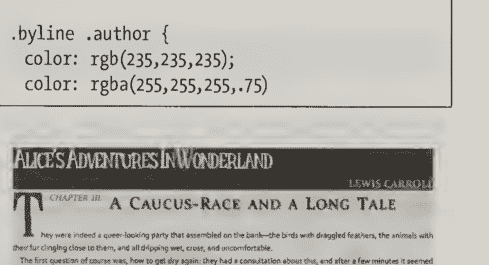 .byline .author {
color: rgb(235,235,235);
color: rgba(255,255,255,.75)
ALICE'S ADVENTURES IN WONDERLAND
LEWIS CARROLL
CHAPTER III. A CAUCUS-RACE AND A LONG TALE
They were indeed a queer-looking party that assembled on the bank—the birds with draggled feathers, the animals with
their fur clinging close to them, and all dripping wet, cross, and uncomfortable.
The first question of course was, how to get dry again: they had a consultation about this, and after a few minutes it seemed